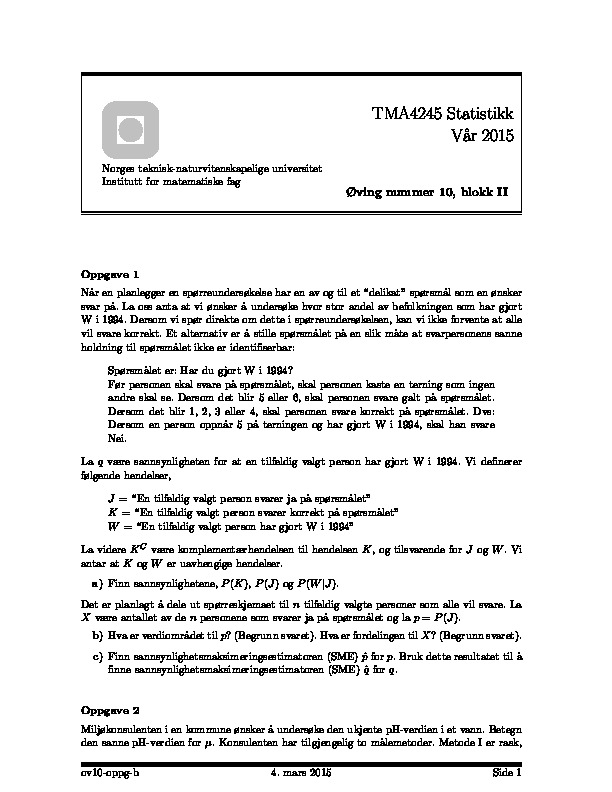 TMA4245 Statistikk
Vår 2015
Norges teknisk-naturvitenskapelige universitet
Institutt for matematiske fag
Øving nummer 10, blokk II
Oppgave 1
Når en planlegger en spørreundersøkelse har en av og til et "delikat" spørsmål som en ønsker
svar på. La oss anta at vi ønsker å undersøke hvor stor andel av befolkningen som har gjort
W i 1994. Dersom vi spør direkte om dette i spørreundersøkelsen, kan vi ikke forvente at alle
vil svare korrekt. Et alternativ er å stille spørsmålet på en slik måte at svarpersonens sanne
holdning til spørsmålet ikke er identifiserbar:
Spørsmålet er: Har du gjort W i 1994?
Før personen skal svare på spørsmålet, skal personen kaste en terning som ingen
andre skal se. Dersom det blir 5 eller 6, skal personen svare galt på spørsmålet.
Dersom det blir 1, 2, 3 eller 4, skal personen svare korrekt på spørsmålet. Dvs:
Dersom en person oppnår 5 på terningen og har gjort W i 1994, skal han svare
Nei.
La q være sannsynligheten for at en tilfeldig valgt person har gjort W i 1994. Vi definerer
følgende hendelser,
J = "En tilfeldig valgt person svarer ja på spørsmålet"
K = "En tilfeldig valgt person svarer korrekt på spørsmålet"
W = "En tilfeldig valgt person har gjort W i 1994"
La videre K^C være komplementærhendelsen til hendelsen K, og tilsvarende for J og W. Vi
antar at K og W er uavhengige hendelser.
a) Finn sannsynlighetene, P(K), P(J) og P(W|J).
Det er planlagt å dele ut spørreskjemaet til n tilfeldig valgte personer som alle vil svare. La
X være antallet av de n personene som svarer ja på spørsmålet og la p = P(J).
b) Hva er verdiområdet til p? (Begrunn svaret). Hva er fordelingen til X? (Begrunn svaret).
c) Finn sannsynlighetsmaksimeringsestimatoren (SME) p̂ for p. Bruk dette resultatet til å
finne sannsynlighetsmaksimeringsestimatoren (SME) q̂ for q.
Oppgave 2
Miljøkonsulenten i en kommune ønsker å undersøke den ukjente pH-verdien i et vann. Betegn
den sanne pH-verdien for μ. Konsulenten har tilgjengelig to målemetoder. Metode I er rask,
ov10-oppg-b 4. mars 2015 Side 1